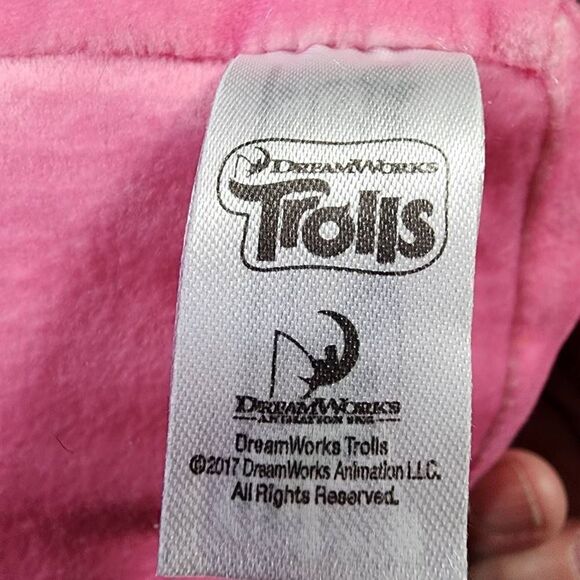 DREAMWORKS
Trolls
DREAMWORKS
ANIMATION SKG
DreamWorks Trolls
©2017 DreamWorks Animation LLC.
All Rights Reserved.